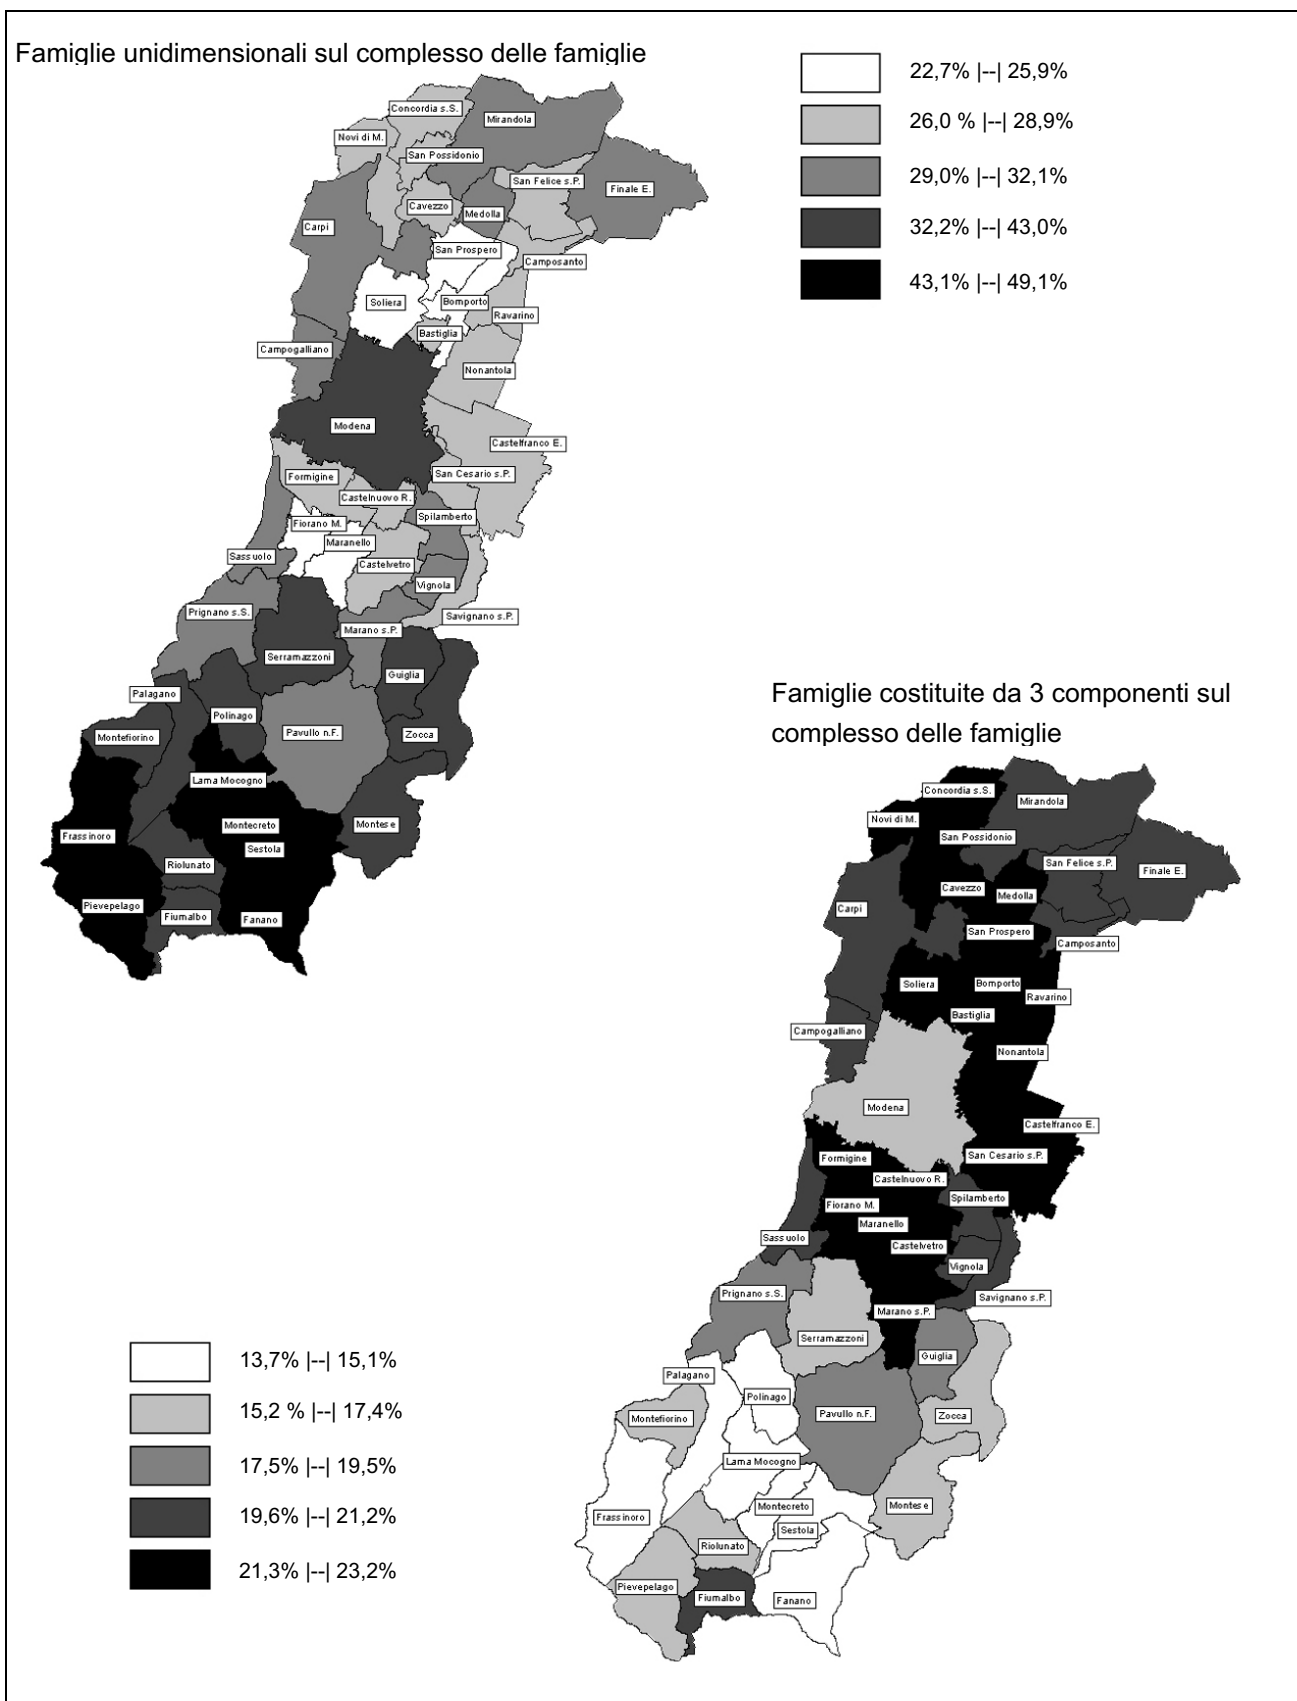 Famiglie unidimensionali sul complesso delle famiglie
22,7% |--| 25,9%
26,0 % |--| 28,9%
29,0% |--| 32,1%
32,2% |--| 43,0%
43,1% |--| 49,1%
Concordia s.S.
Mirandola
Novi di M.
San Possidonio
San Felice s.P.
Finale E.
Cavezzo
Medolla
Carpi
San Prospero
Camposanto
Soliera
Bomporto
Ravarino
Bastiglia
Campogalliano
Nonantola
Modena
Castelfranco E.
San Cesario s.P.
Formigine
Castelnuovo R.
Spilamberto
Fiorano M.
Maranello
Sassuolo
Castelvetro
Vignola
Prignano s.S.
Savignano s.P.
Marano s.P.
Serramazzoni
Guiglia
Palagano
Polinago
Pavullo n.F.
Zocca
Montefiorino
Lama Mocogno
Montecreto
Montese
Frassinoro
Sestola
Riolunato
Pievepelago
Fiumalbo
Fanano
Famiglie costituite da 3 componenti sul
complesso delle famiglie
Concordia s.S.
Mirandola
Novi di M.
San Possidonio
San Felice s.P.
Finale E.
Cavezzo
Medolla
Carpi
San Prospero
Camposanto
Soliera
Bomporto
Ravarino
Bastiglia
Campogalliano
Nonantola
Modena
Castelfranco E.
San Cesario s.P.
Formigine
Castelnuovo R.
Spilamberto
Fiorano M.
Maranello
Sassuolo
Castelvetro
Vignola
Prignano s.S.
Savignano s.P.
Marano s.P.
Serramazzoni
Guiglia
Palagano
Polinago
Pavullo n.F.
Zocca
Montefiorino
Lama Mocogno
Montecreto
Montese
Frassinoro
Sestola
Riolunato
Pievepelago
Fiumalbo
Fanano
13,7% |--| 15,1%
15,2 % |--| 17,4%
17,5% |--| 19,5%
19,6% |--| 21,2%
21,3% |--| 23,2%